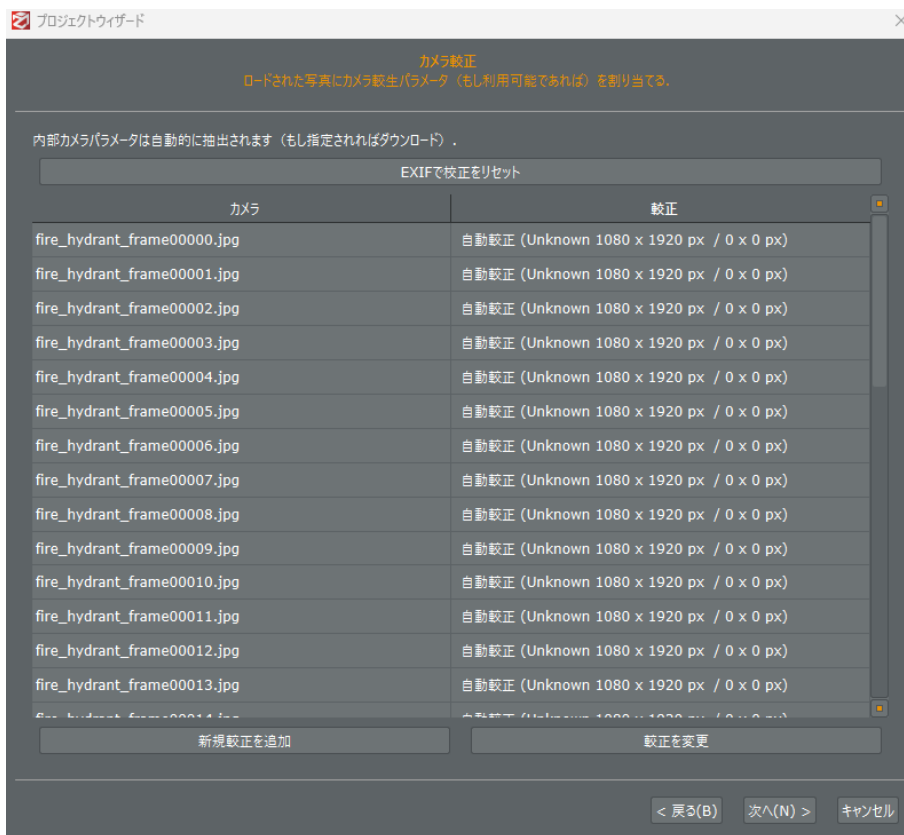 プロジェクトウィザード
カメラ較正
ロードされた写真にカメラ較生パラメータ（もし利用可能であれば）を割り当てる.
内部カメラパラメータは自動的に抽出されます（もし指定されればダウンロード）.
EXIFで校正をリセット
カメラ 較正
fire_hydrant_frame00000.jpg 自動較正 (Unknown 1080 x 1920 px / 0 x 0 px)
fire_hydrant_frame00001.jpg 自動較正 (Unknown 1080 x 1920 px / 0 x 0 px)
fire_hydrant_frame00002.jpg 自動較正 (Unknown 1080 x 1920 px / 0 x 0 px)
fire_hydrant_frame00003.jpg 自動較正 (Unknown 1080 x 1920 px / 0 x 0 px)
fire_hydrant_frame00004.jpg 自動較正 (Unknown 1080 x 1920 px / 0 x 0 px)
fire_hydrant_frame00005.jpg 自動較正 (Unknown 1080 x 1920 px / 0 x 0 px)
fire_hydrant_frame00006.jpg 自動較正 (Unknown 1080 x 1920 px / 0 x 0 px)
fire_hydrant_frame00007.jpg 自動較正 (Unknown 1080 x 1920 px / 0 x 0 px)
fire_hydrant_frame00008.jpg 自動較正 (Unknown 1080 x 1920 px / 0 x 0 px)
fire_hydrant_frame00009.jpg 自動較正 (Unknown 1080 x 1920 px / 0 x 0 px)
fire_hydrant_frame00010.jpg 自動較正 (Unknown 1080 x 1920 px / 0 x 0 px)
fire_hydrant_frame00011.jpg 自動較正 (Unknown 1080 x 1920 px / 0 x 0 px)
fire_hydrant_frame00012.jpg 自動較正 (Unknown 1080 x 1920 px / 0 x 0 px)
fire_hydrant_frame00013.jpg 自動較正 (Unknown 1080 x 1920 px / 0 x 0 px)
新規較正を追加 較正を変更
< 戻る(B) 次へ(N) > キャンセル